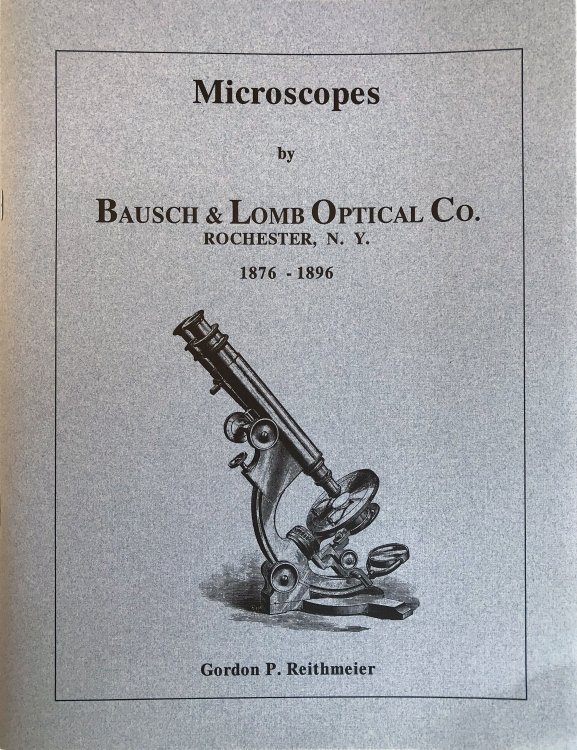 Microscopes
by
BAUSCH & LOMB OPTICAL CO.
ROCHESTER, N. Y.
1876 - 1896
Gordon P. Reithmeier